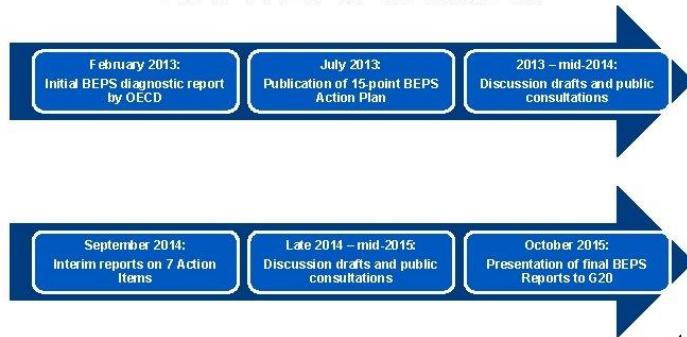 February 2013:
Initial BEPS diagnostic report
by OECD
July 2013:
Publication of 15-point BEPS
Action Plan
2013 – mid-2014:
Discussion drafts and public
consultations
September 2014:
Interim reports on 7 Action
Items
Late 2014 – mid-2015:
Discussion drafts and public
consultations
October 2015:
Presentation of final BEPS
Reports to G20